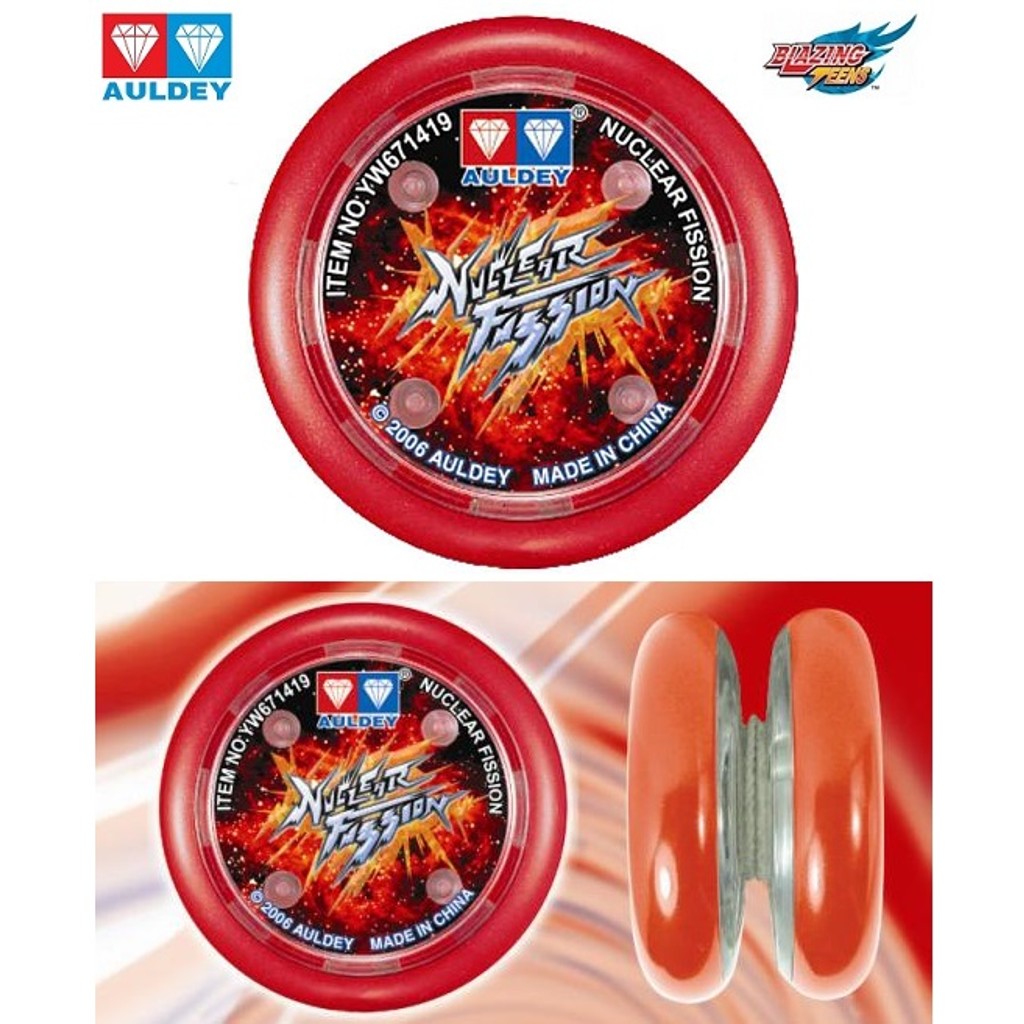 AULDEY
BLAZING
TEENS™
ITEM NO:YW671419
AULDEY®
NUCLEAR FISSION
NUCLEAR
FISSION
© 2006 AULDEY MADE IN CHINA
ITEM NO:YW671419
AULDEY®
NUCLEAR FISSION
NUCLEAR
FISSION
© 2006 AULDEY MADE IN CHINA